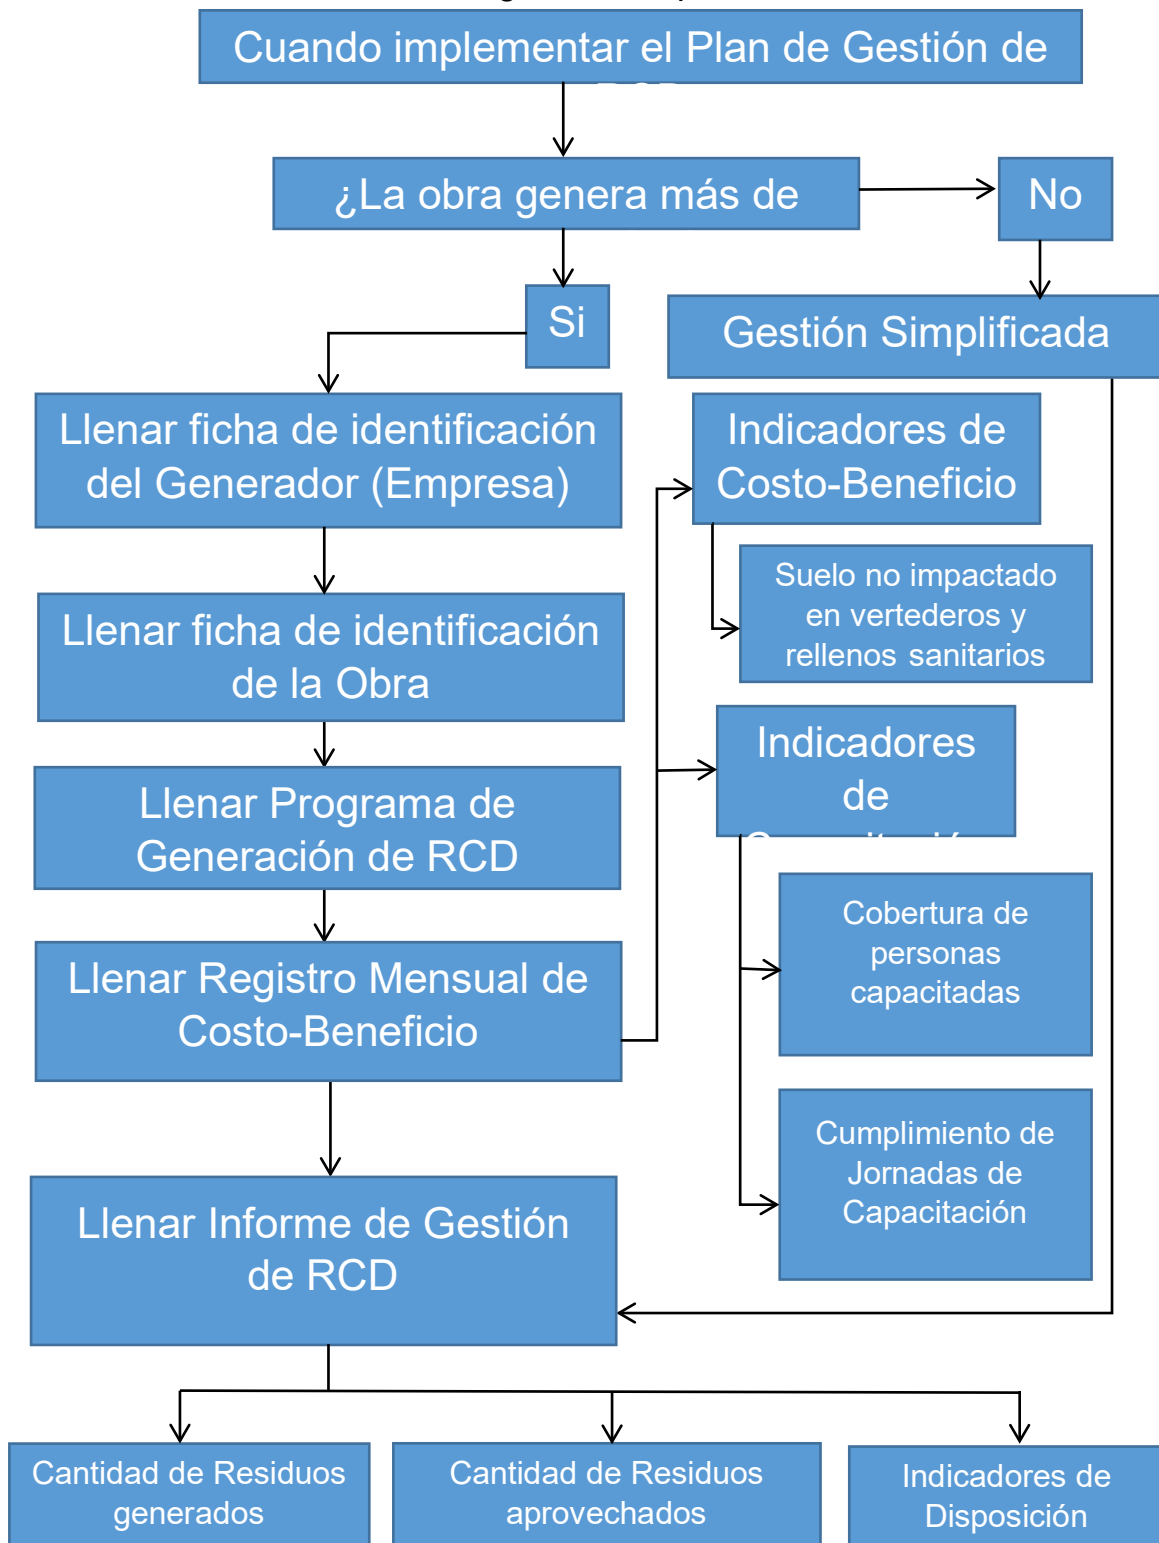 Cuando implementar el Plan de Gestión de
¿La obra genera más de
No
Si
Gestión Simplificada
Llenar ficha de identificación
del Generador (Empresa)
Indicadores de
Costo-Beneficio
Suelo no impactado
en vertederos y
rellenos sanitarios
Llenar ficha de identificación
de la Obra
Indicadores
de
Llenar Programa de
Generación de RCD
Cobertura de
personas
capacitadas
Llenar Registro Mensual de
Costo-Beneficio
Cumplimiento de
Jornadas de
Capacitación
Llenar Informe de Gestión
de RCD
Cantidad de Residuos
generados
Cantidad de Residuos
aprovechados
Indicadores de
Disposición